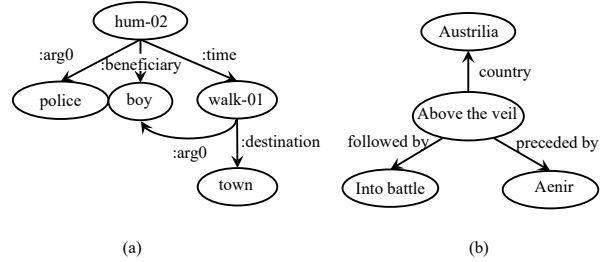 hum-02
:arg0
:beneficiary
:time
police
boy
walk-01
:arg0
:destination
town
(a)
Austrilia
country
Above the veil
followed by
preceded by
Into battle
Aenir
(b)